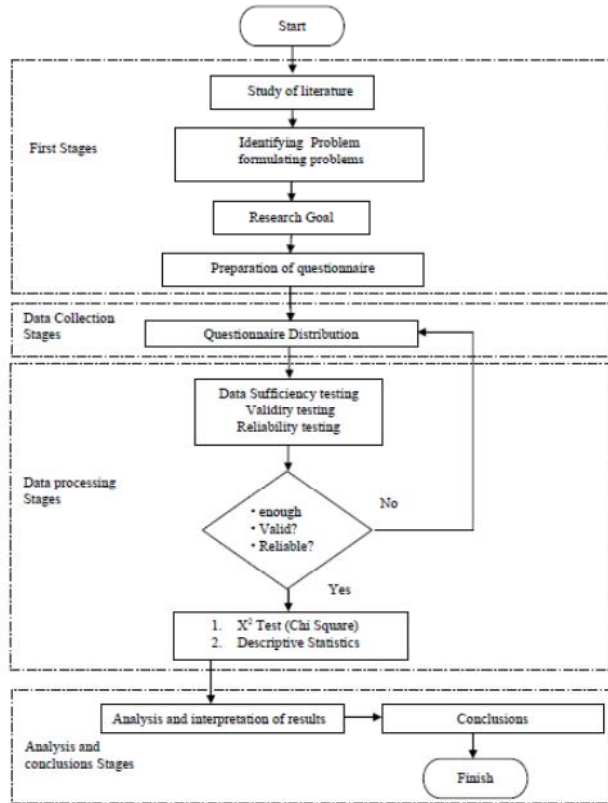 Start
Study of literature
First Stages
Identifying Problem
formulating problems
Research Goal
Preparation of questionnaire
Data Collection
Stages
Questionnaire Distribution
Data Sufficiency testing
Validity testing
Reliability testing
Data processing
Stages
• enough
• Valid?
• Reliable?
No
Yes
1. X² Test (Chi Square)
2. Descriptive Statistics
Analysis and interpretation of results
Conclusions
Analysis and
conclusions Stages
Finish